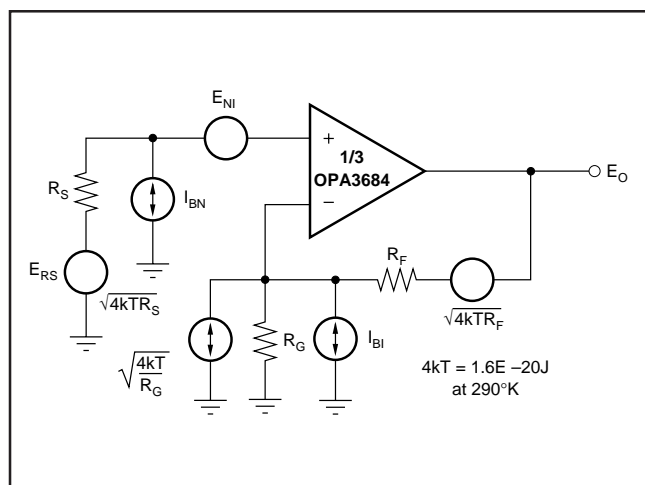 E_NI
+
1/3
OPA3684
−
E_O
R_S
I_BN
E_RS
√4kTR_S
R_F
√4kTR_F
√4kT/R_G
R_G
I_BI
4kT = 1.6E –20J
at 290°K